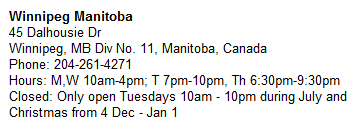 Winnipeg Manitoba
45 Dalhousie Dr
Winnipeg, MB Div No. 11, Manitoba, Canada
Phone: 204-261-4271
Hours: M,W 10am-4pm; T 7pm-10pm, Th 6:30pm-9:30pm
Closed: Only open Tuesdays 10am - 10pm during July and
Christmas from 4 Dec - Jan 1